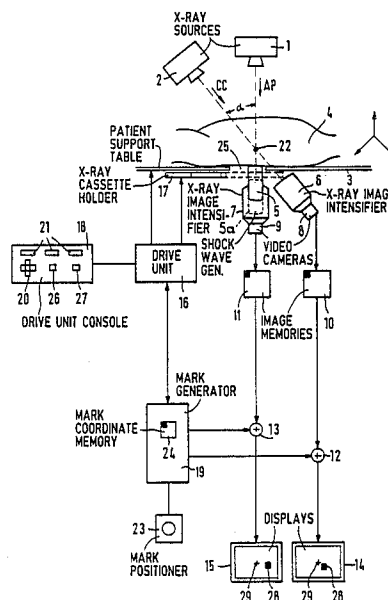 X-RAY SOURCES
1
2
CC
α
AP
4
22
25
PATIENT SUPPORT TABLE
3
X-RAY CASSETTE HOLDER
17
X-RAY IMAGE INTENSIFIER
7
5
5a
6
X-RAY IMAGE INTENSIFIER
8
9
SHOCK WAVE GEN.
VIDEO CAMERAS
21
18
20
26
27
DRIVE UNIT CONSOLE
DRIVE UNIT
16
11
IMAGE MEMORIES
10
MARK GENERATOR
MARK COORDINATE MEMORY
24
19
13
12
23
MARK POSITIONER
DISPLAYS
15
29
28
DISPLAYS
14
29
28